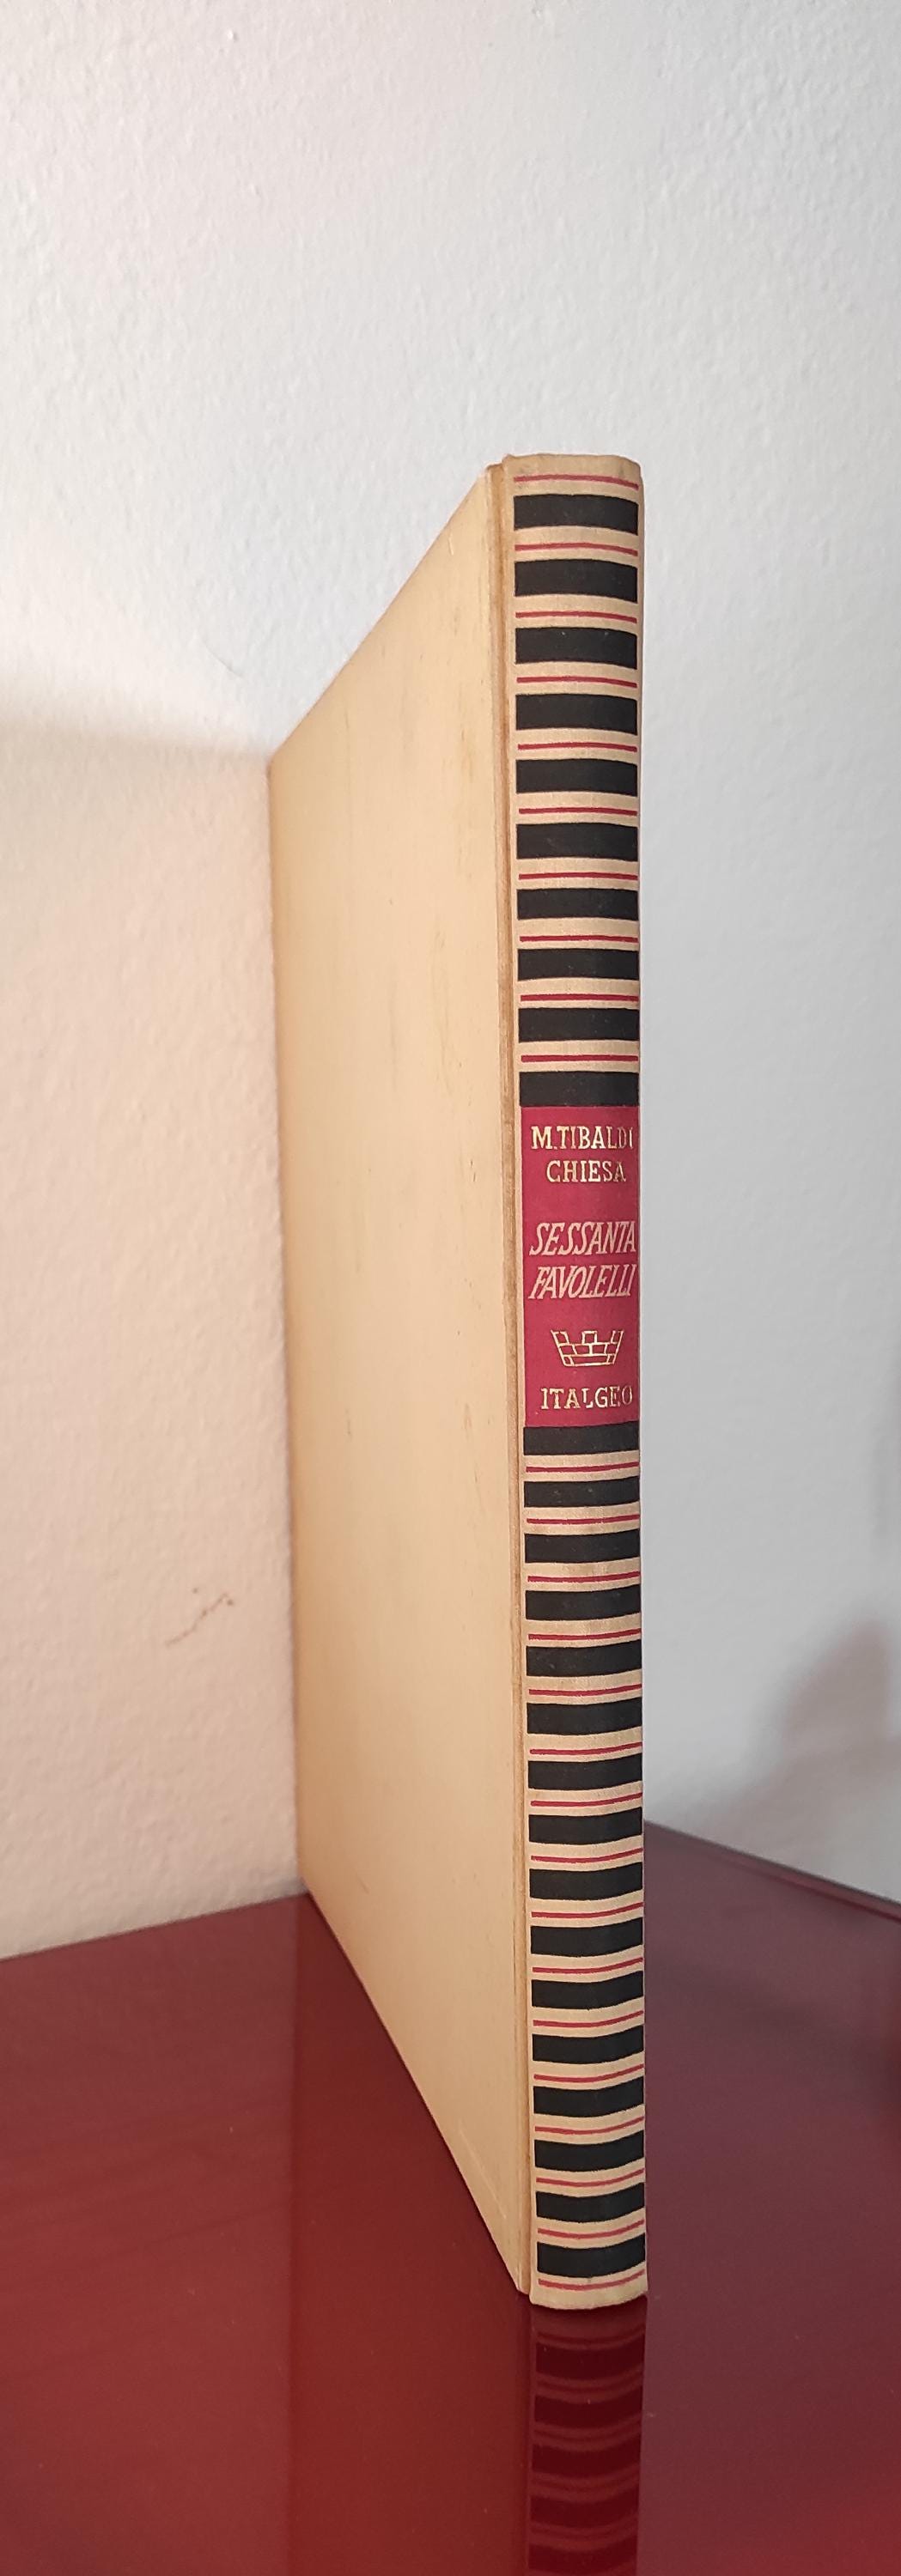 M. TIBALDI
CHIESA
SESSANTA
FAVOLELLI
ITALGEO